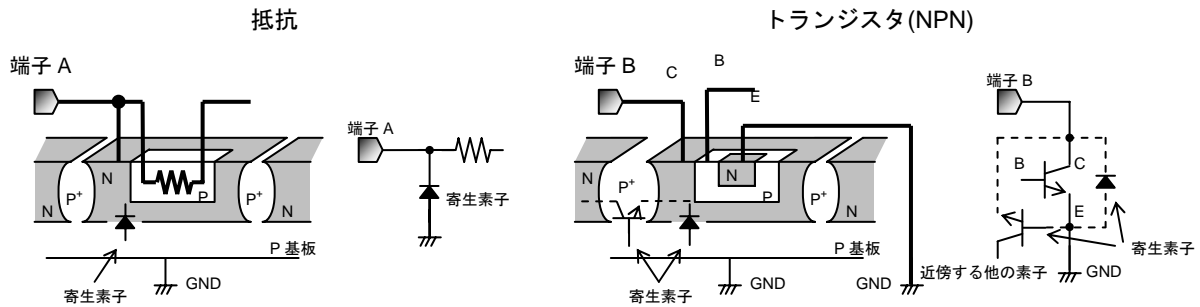 抵抗
トランジスタ(NPN)
端子 A
N
P+
N
P
P+
N
P 基板
寄生素子
GND
端子 A
寄生素子
端子 B
C
B
E
N
P+
N
P
P+
N
P 基板
寄生素子
GND
GND
端子 B
B
C
E
寄生素子
近傍する他の素子
GND